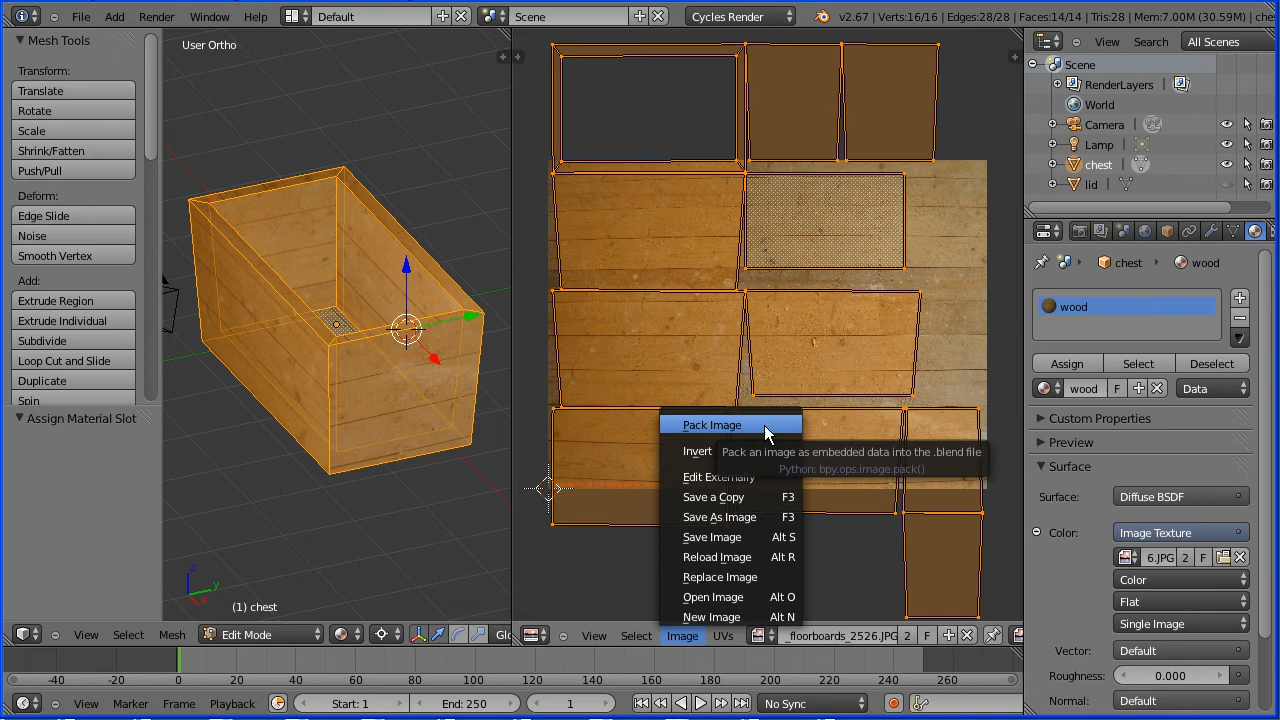 File Add Render Window Help Default Scene Cycles Render v2.67 | Verts:16/16 | Edges:28/28 | Faces:14/14 | Tris:28 | Mem:7.00M (30.59M) | che
Mesh Tools
Transform:
Translate
Rotate
Scale
Shrink/Fatten
Push/Pull
Deform:
Edge Slide
Noise
Smooth Vertex
Add:
Extrude Region
Extrude Individual
Subdivide
Loop Cut and Slide
Duplicate
Spin
Assign Material Slot
User Ortho
z
y
x
(1) chest
View Select Mesh Edit Mode Glo
Pack Image
Invert
Edit Externally
Save a Copy F3
Save As Image F3
Save Image Alt S
Reload Image Alt R
Replace Image
Open Image Alt O
New Image Alt N
Pack an image as embedded data into the .blend file
Python: bpy.ops.image.pack()
View Select Image UVs _floorboards_2526.JPG 2 F
View Search All Scenes
Scene
RenderLayers
World
Camera
Lamp
chest
lid
chest wood
wood
Assign Select Deselect
wood F Data
Custom Properties
Preview
Surface
Surface: Diffuse BSDF
Color: Image Texture
6.JPG 2 F
Color
Flat
Single Image
Vector: Default
Roughness: 0.000
Normal: Default
-40 -20 0 20 40 60 80 100 120 140 160 180 200 220 240 260
View Marker Frame Playback Start: 1 End: 250 1 No Sync